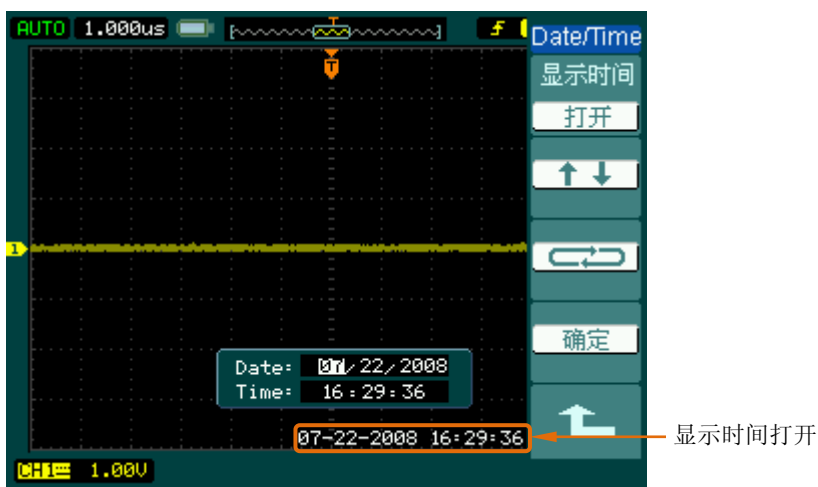 AUTO 1.000us
T
Date/Time
显示时间
打开
↑ ↓
1
确定
Date: 07/22/2008
Time: 16:29:36
07-22-2008 16:29:36
显示时间打开
CH1 1.00V